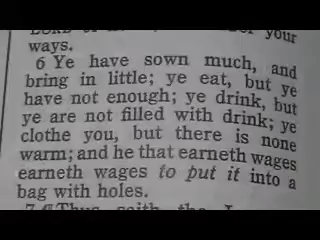 your
ways.
6 Ye have sown much, and
bring in little; ye eat, but ye
have not enough; ye drink, but
ye are not filled with drink; ye
clothe you, but there is none
warm; and he that earneth wages
earneth wages to put it into a
bag with holes.
7 ¶ Thus saith the